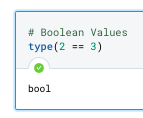 # Boolean Values
type(2 == 3)
bool